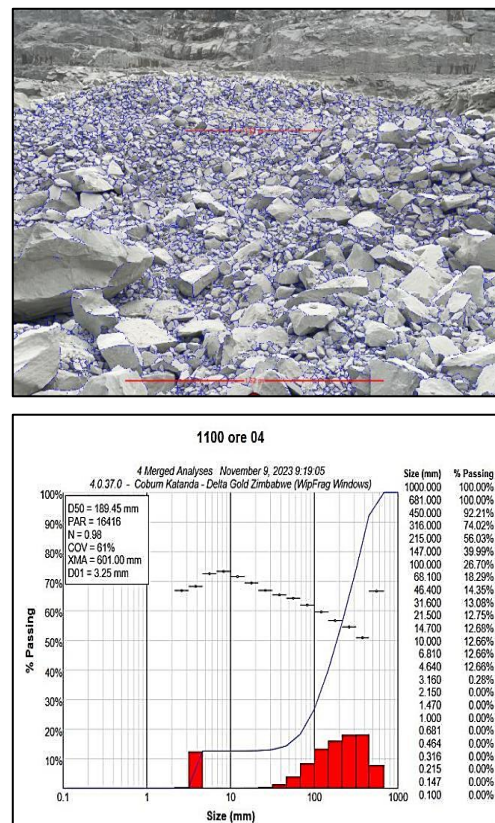 1100 ore 04
4 Merged Analyses November 9, 2023 9:19:05
4.0.37.0 - Coburn Katanda - Delta Gold Zimbabwe (WipFrag Windows)
D50 = 189.45 mm
PAR = 16416
N = 0.98
COV = 61%
XMA = 601.00 mm
D01 = 3.25 mm
% Passing
100%
90%
80%
70%
60%
50%
40%
30%
20%
10%
0.1 1 10 100 1000
Size (mm)
Size (mm) % Passing
1000.000 100.00%
681.000 100.00%
450.000 92.21%
316.000 74.02%
215.000 56.03%
147.000 39.99%
100.000 26.70%
68.100 18.29%
46.400 14.35%
31.600 13.08%
21.500 12.75%
14.700 12.68%
10.000 12.66%
6.810 12.66%
4.640 12.66%
3.160 0.28%
2.150 0.00%
1.470 0.00%
1.000 0.00%
0.681 0.00%
0.464 0.00%
0.316 0.00%
0.215 0.00%
0.147 0.00%
0.100 0.00%